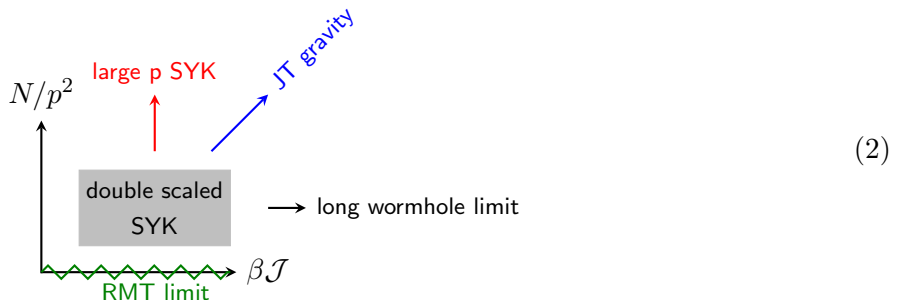 JT gravity
large p SYK
N/p²
(2)
double scaled
SYK
long wormhole limit
β𝒥
RMT limit